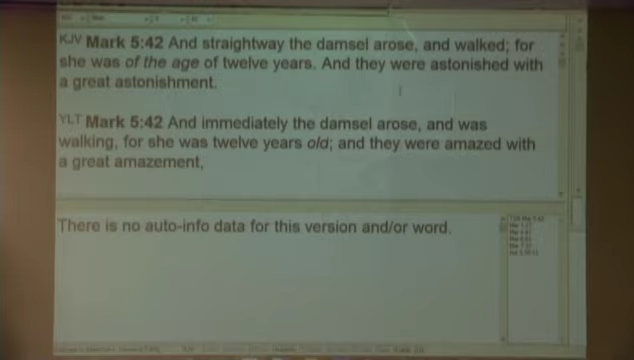 KJV Mark 5:42 And straightway the damsel arose, and walked; for
she was of the age of twelve years. And they were astonished with
a great astonishment.
YLT Mark 5:42 And immediately the damsel arose, and was
walking, for she was twelve years old; and they were amazed with
a great amazement,
There is no auto-info data for this version and/or word.